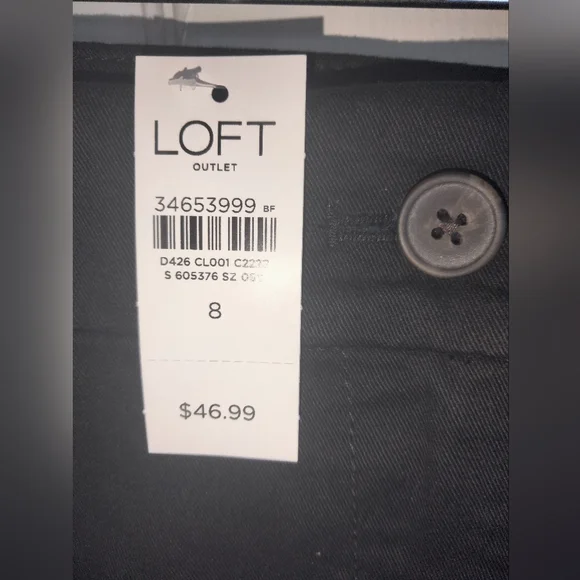 LOFT
OUTLET
34653999 BF
D426 CL001
S 605376 SZ
8
$46.99